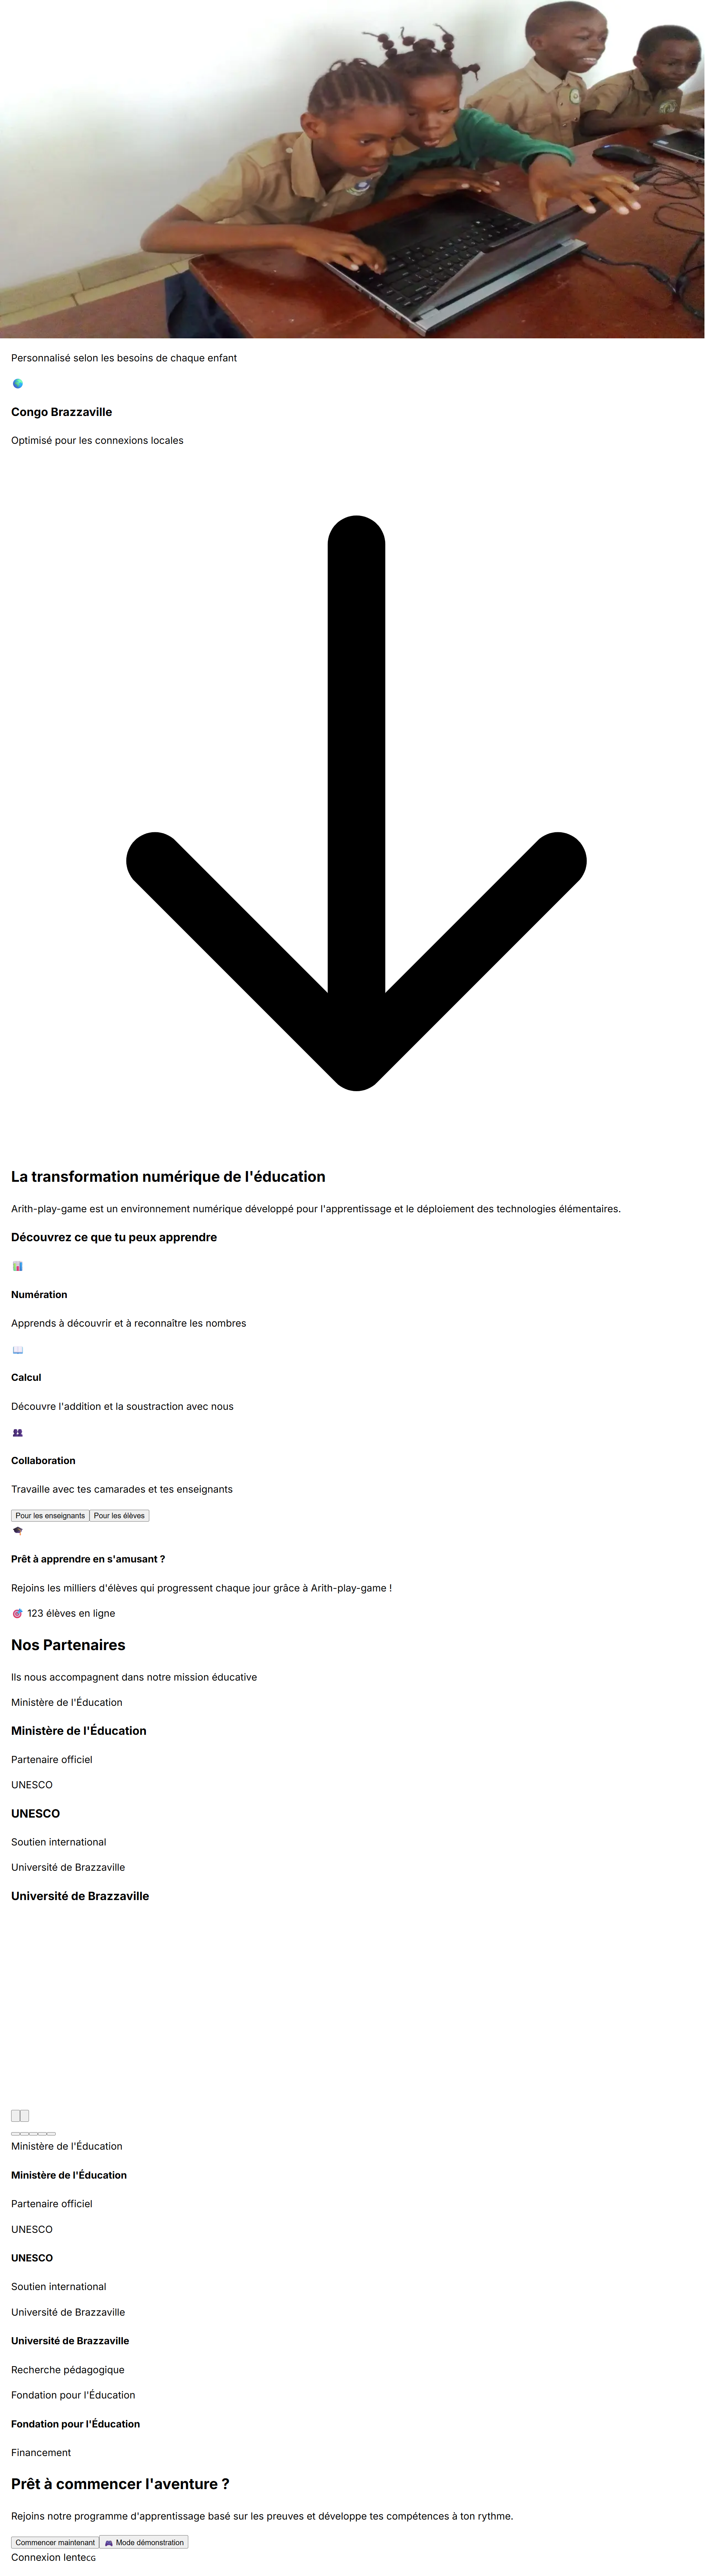 Personnalisé selon les besoins de chaque enfant
Congo Brazzaville
Optimisé pour les connexions locales
La transformation numérique de l'éducation
Arith-play-game est un environnement numérique développé pour l'apprentissage et le déploiement des technologies élémentaires.
Découvrez ce que tu peux apprendre
Numération
Apprends à découvrir et à reconnaître les nombres
Calcul
Découvre l'addition et la soustraction avec nous
Collaboration
Travaille avec tes camarades et tes enseignants
Pour les enseignants Pour les élèves
Prêt à apprendre en s'amusant ?
Rejoins les milliers d'élèves qui progressent chaque jour grâce à Arith-play-game !
🎯 123 élèves en ligne
Nos Partenaires
Ils nous accompagnent dans notre mission éducative
Ministère de l'Éducation
Ministère de l'Éducation
Partenaire officiel
UNESCO
UNESCO
Soutien international
Université de Brazzaville
Université de Brazzaville
Ministère de l'Éducation
Ministère de l'Éducation
Partenaire officiel
UNESCO
UNESCO
Soutien international
Université de Brazzaville
Université de Brazzaville
Recherche pédagogique
Fondation pour l'Éducation
Fondation pour l'Éducation
Financement
Prêt à commencer l'aventure ?
Rejoins notre programme d'apprentissage basé sur les preuves et développe tes compétences à ton rythme.
Commencer maintenant 🎮 Mode démonstration
Connexion lenteCG